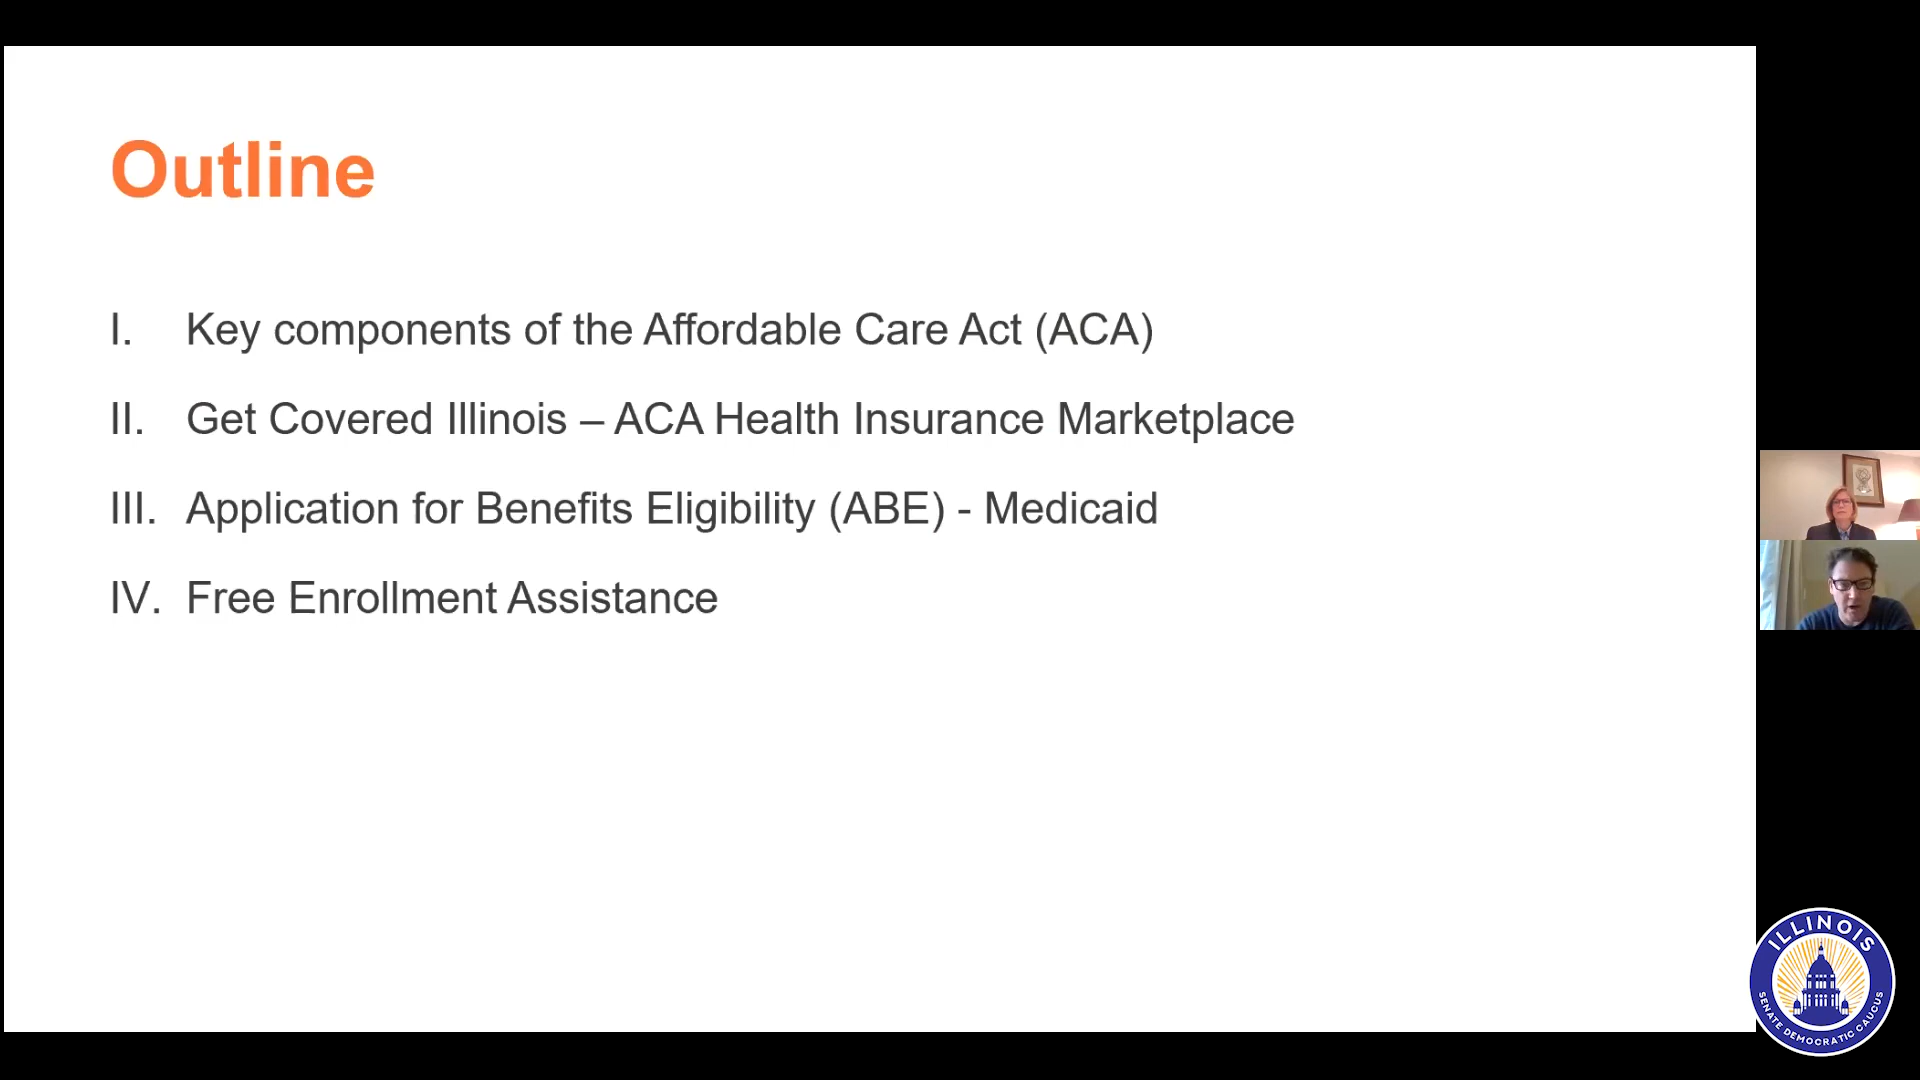 Outline
I. Key components of the Affordable Care Act (ACA)
II. Get Covered Illinois – ACA Health Insurance Marketplace
III. Application for Benefits Eligibility (ABE) - Medicaid
IV. Free Enrollment Assistance
ILLINOIS
SENATE DEMOCRATIC CAUCUS